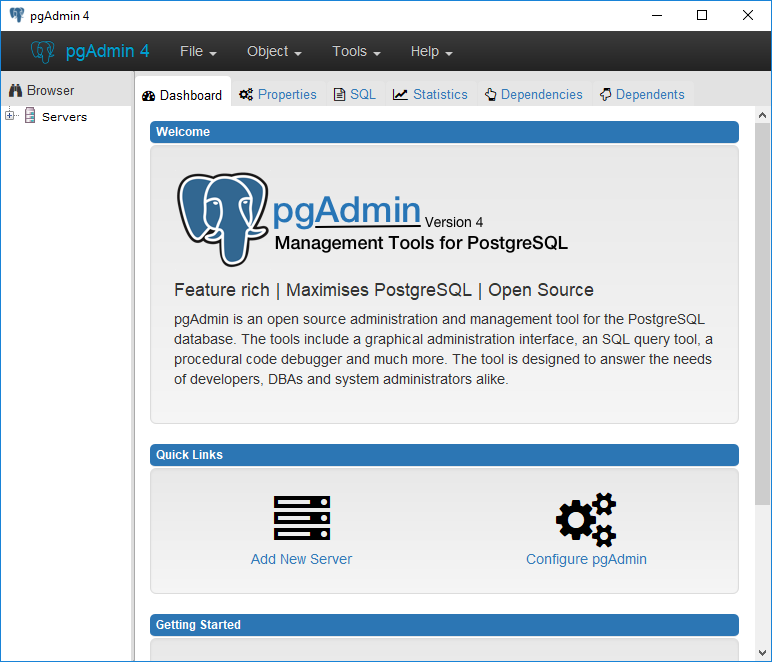 pgAdmin 4
pgAdmin 4 File Object Tools Help
Browser
Servers
Dashboard Properties SQL Statistics Dependencies Dependents
Welcome
pgAdmin Version 4
Management Tools for PostgreSQL
Feature rich | Maximises PostgreSQL | Open Source
pgAdmin is an open source administration and management tool for the PostgreSQL
database. The tools include a graphical administration interface, an SQL query tool, a
procedural code debugger and much more. The tool is designed to answer the needs
of developers, DBAs and system administrators alike.
Quick Links
Add New Server Configure pgAdmin
Getting Started